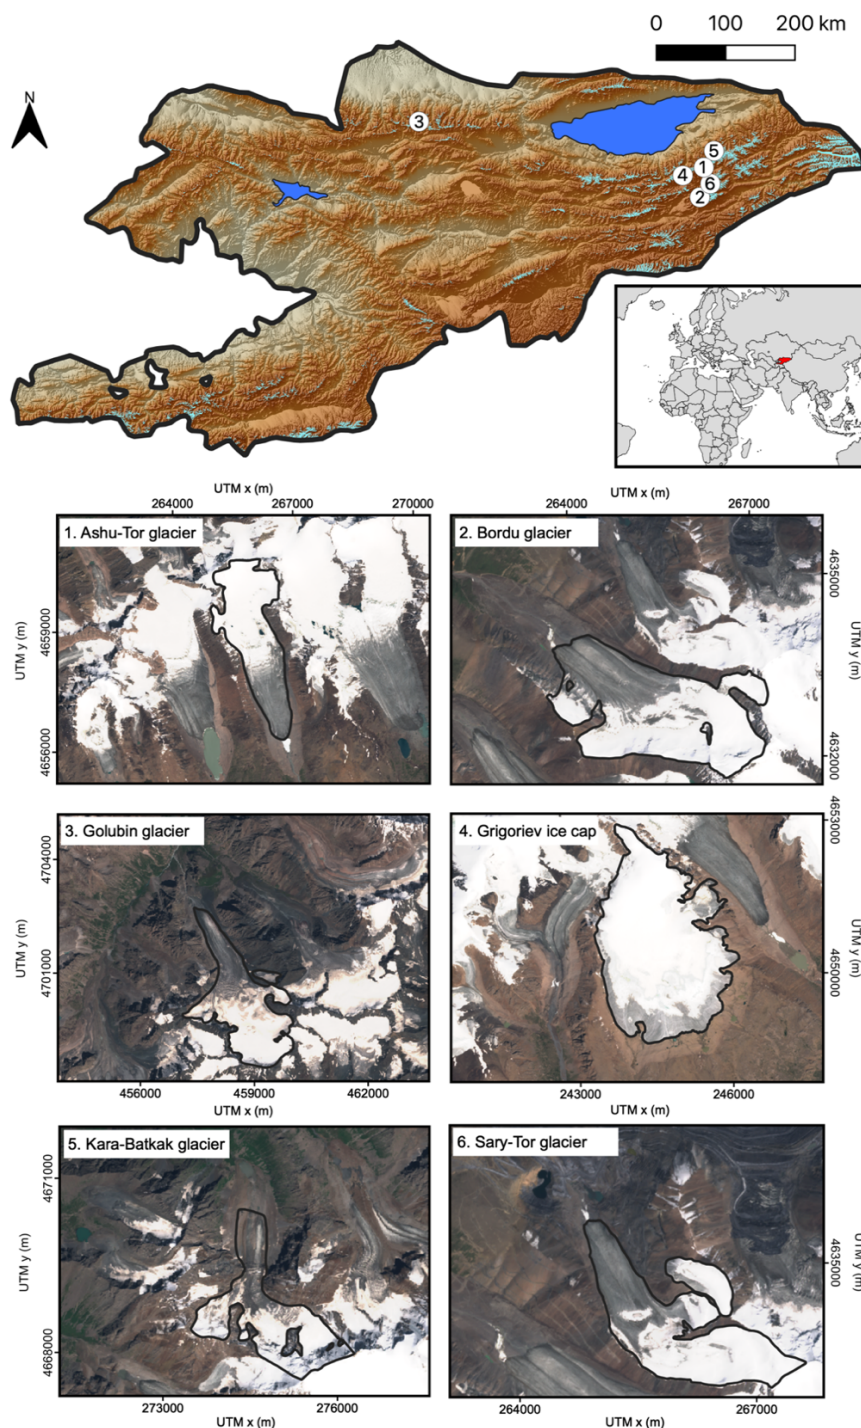 0 100 200 km
N
3
5
1
4
6
2
UTM x (m)
264000 267000 270000
1. Ashu-Tor glacier
UTM y (m)
4659000
4656000
UTM x (m)
264000 267000
2. Bordu glacier
4635000
UTM y (m)
4632000
3. Golubin glacier
4704000
UTM y (m)
4701000
456000 459000 462000
UTM x (m)
4. Grigoriev ice cap
4653000
UTM y (m)
4650000
243000 246000
UTM x (m)
5. Kara-Batkak glacier
4671000
UTM y (m)
4668000
273000 276000
UTM x (m)
6. Sary-Tor glacier
UTM y (m)
4635000
264000 267000
UTM x (m)